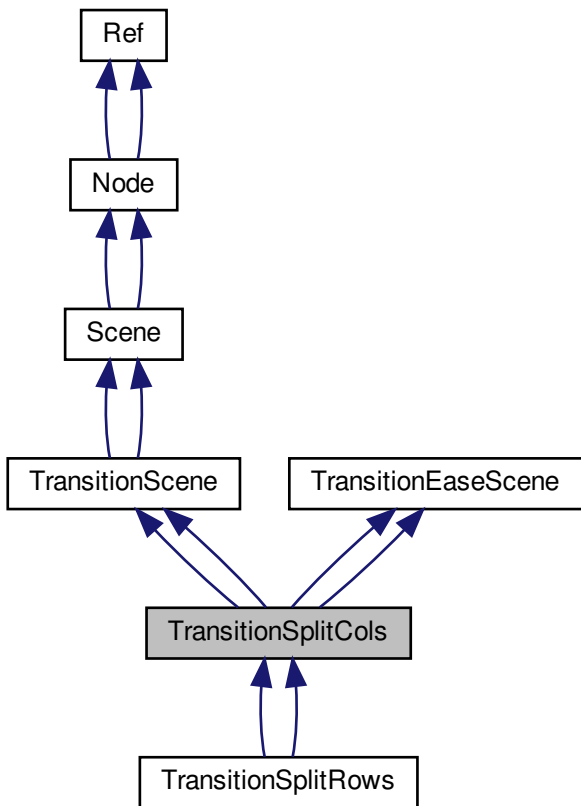 Ref
Node
Scene
TransitionScene
TransitionEaseScene
TransitionSplitCols
TransitionSplitRows